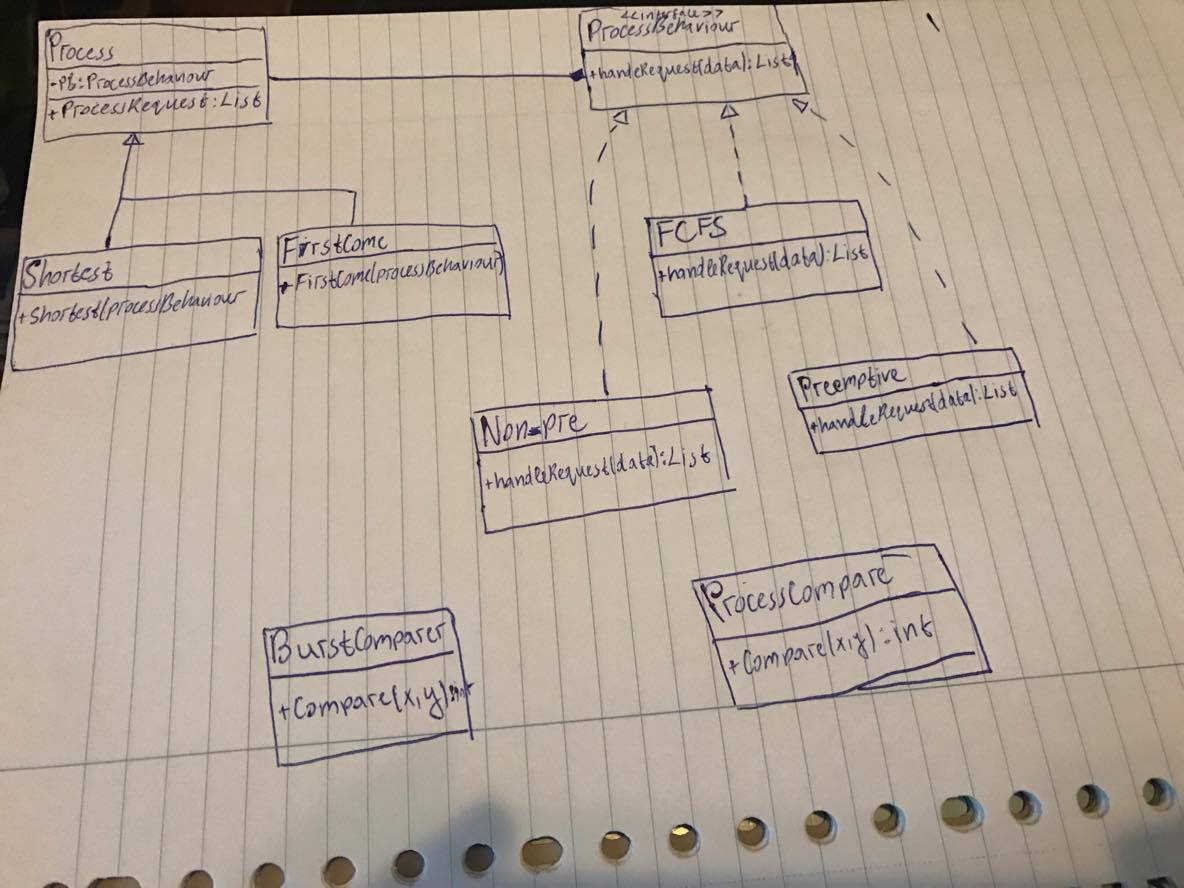 Process
-Pb:ProcessBehaviour
+ProcessRequest:List
<<interface>>
ProcessBehaviour
+handleRequest(data):List
Shortest
+Shortest(processBehaviour
FirstCome
+FirstCome(processBehaviour)
FCFS
+handleRequest(data):List
Non-pre
+handleRequest(data):List
Preemptive
+handleRequest(data):List
BurstComparer
+Compare(x,y):int
ProcessCompare
+Compare(x,y):int